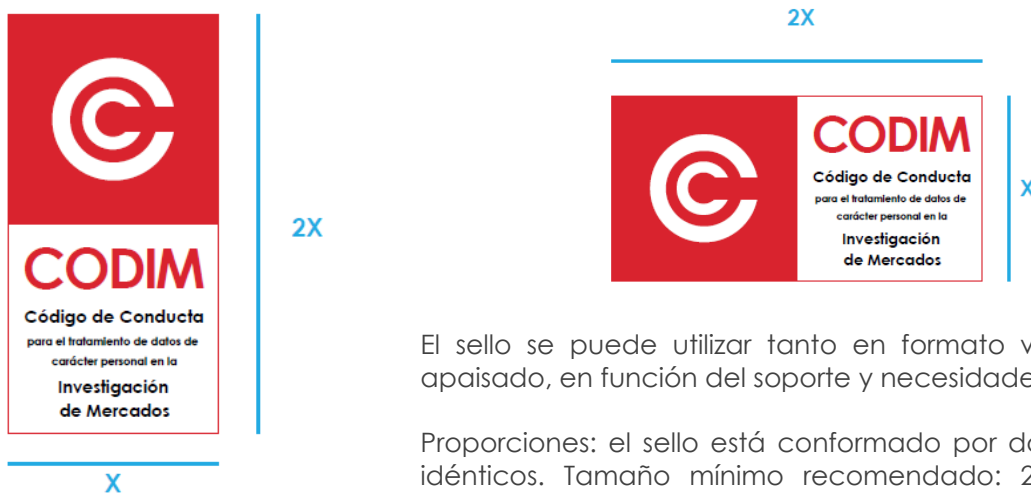 CODIM
Código de Conducta
para el tratamiento de datos de
carácter personal en la
Investigación
de Mercados
2X
X
2X
CODIM
Código de Conducta
para el tratamiento de datos de
carácter personal en la
Investigación
de Mercados
X
El sello se puede utilizar tanto en formato
apaisado, en función del soporte y
Proporciones: el sello está conformado por
idénticos. Tamaño mínimo recomendado: